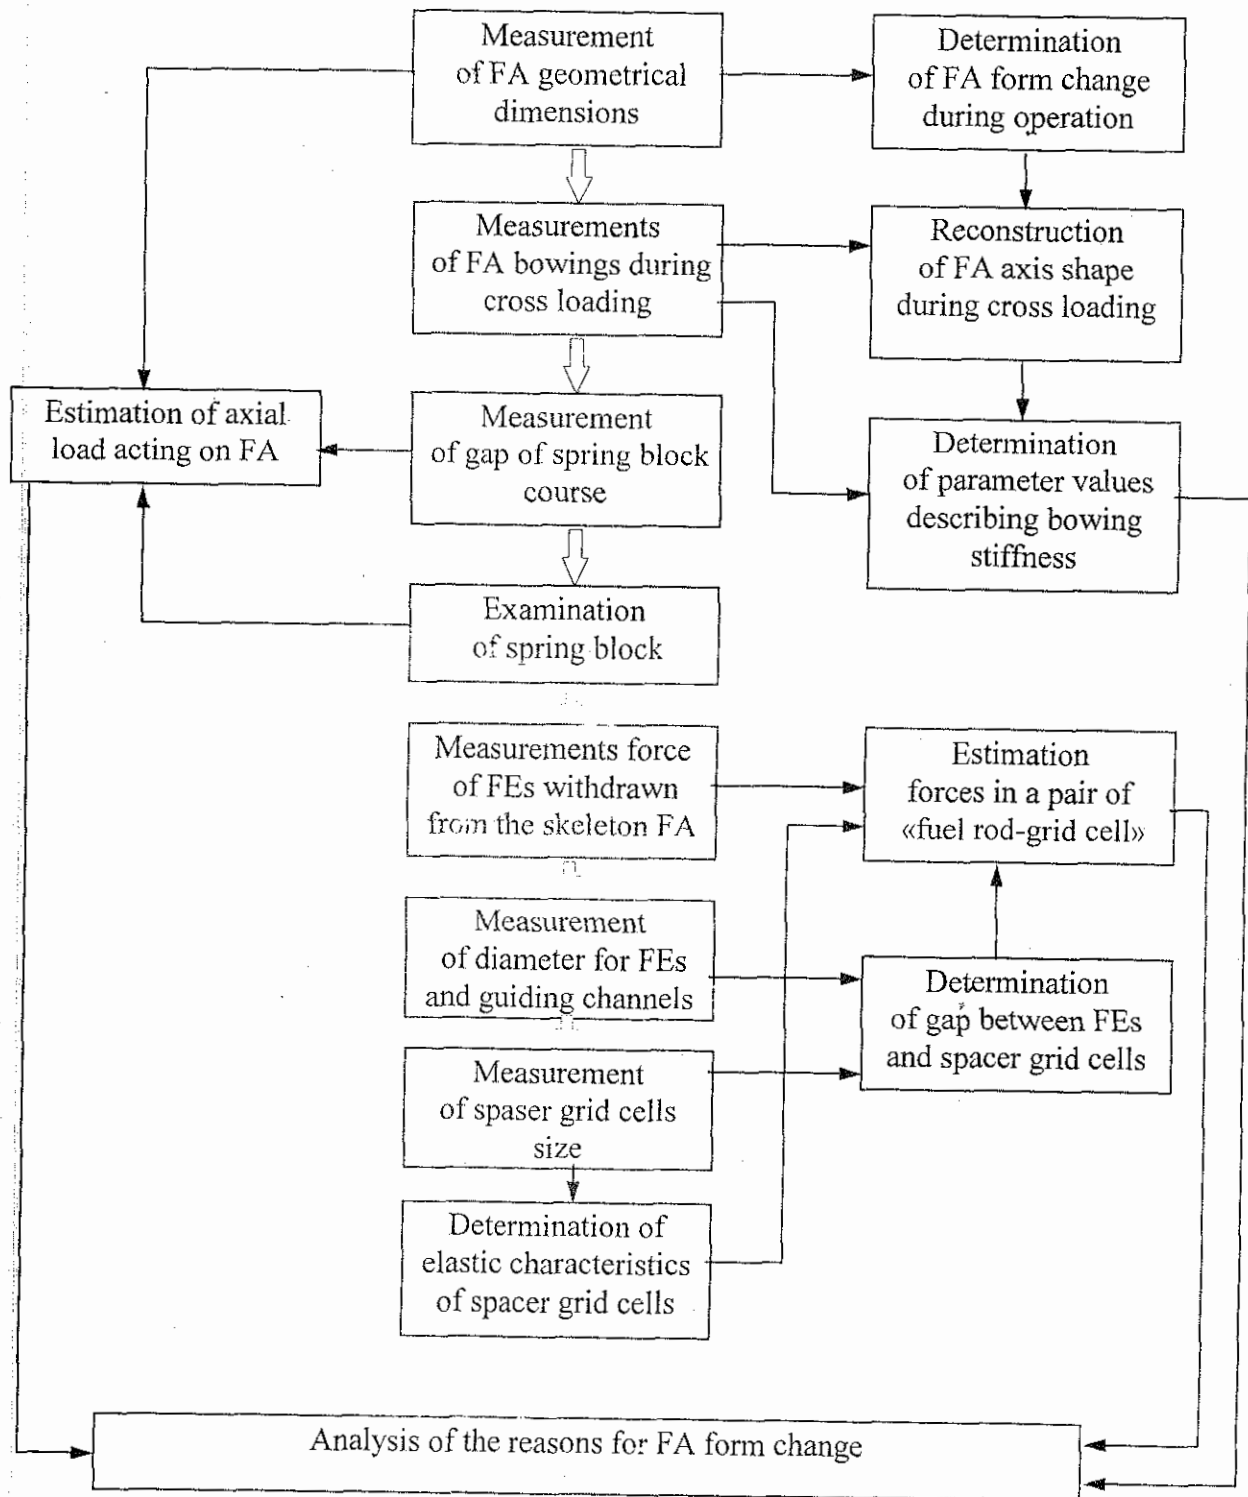 Measurement
of FA geometrical
dimensions
Determination
of FA form change
during operation
Measurements
of FA bowings during
cross loading
Reconstruction
of FA axis shape
during cross loading
Estimation of axial
load acting on FA
Measurement
of gap of spring block
course
Determination
of parameter values
describing bowing
stiffness
Examination
of spring block
Measurements force
of FEs withdrawn
from the skeleton FA
Estimation
forces in a pair of
«fuel rod-grid cell»
Measurement
of diameter for FEs
and guiding channels
Determination
of gap between FEs
and spacer grid cells
Measurement
of spaser grid cells
size
Determination of
elastic characteristics
of spacer grid cells
Analysis of the reasons for FA form change